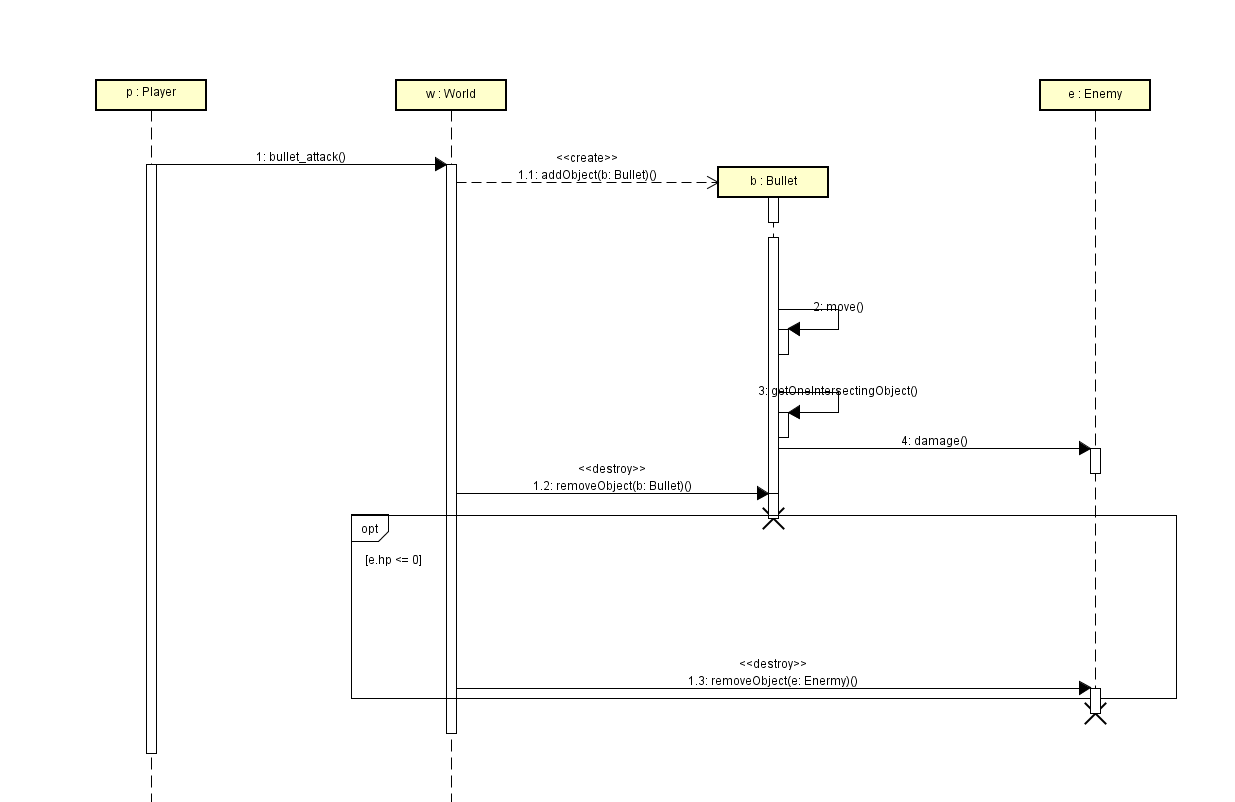 p : Player
w : World
e : Enemy
1: bullet_attack()
<<create>>
1.1: addObject(b: Bullet)()
b : Bullet
2: move()
3: getOneIntersectingObject()
4: damage()
<<destroy>>
1.2: removeObject(b: Bullet)()
opt
[e.hp <= 0]
<<destroy>>
1.3: removeObject(e: Enermy)()